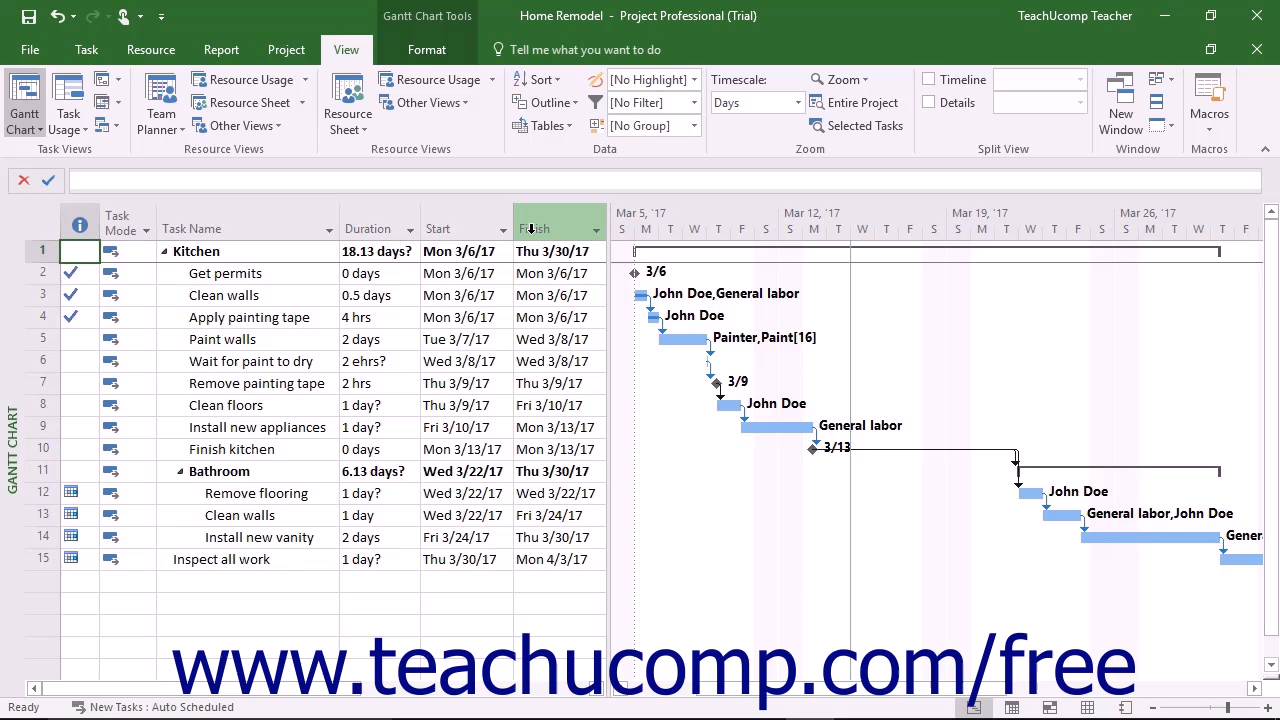 Gantt Chart Tools Home Remodel - Project Professional (Trial) TeachUcomp Teacher
File Task Resource Report Project View Format Tell me what you want to do
Gantt Chart Task Usage Team Planner Resource Usage Resource Sheet Other Views Resource Sheet Resource Usage Other Views Sort Outline Tables [No Highlight] [No Filter] [No Group] Timescale: Days Zoom Entire Project Selected Tasks Timeline Details New Window Macros
Task Views Resource Views Resource Views Data Zoom Split View Window Macros
Task Mode Task Name Duration Start Finish Mar 5, '17 Mar 12, '17 Mar 19, '17 Mar 26, '17
S M T W T F S S M T W T F S S M T W T F S S M T W T F
1 Kitchen 18.13 days? Mon 3/6/17 Thu 3/30/17
2 Get permits 0 days Mon 3/6/17 Mon 3/6/17 3/6
3 Clean walls 0.5 days Mon 3/6/17 Mon 3/6/17 John Doe,General labor
4 Apply painting tape 4 hrs Mon 3/6/17 Mon 3/6/17 John Doe
5 Paint walls 2 days Tue 3/7/17 Wed 3/8/17 Painter,Paint[16]
6 Wait for paint to dry 2 ehrs? Wed 3/8/17 Wed 3/8/17
7 Remove painting tape 2 hrs Thu 3/9/17 Thu 3/9/17 3/9
8 Clean floors 1 day? Thu 3/9/17 Fri 3/10/17 John Doe
9 Install new appliances 1 day? Fri 3/10/17 Mon 3/13/17 General labor
10 Finish kitchen 0 days Mon 3/13/17 Mon 3/13/17 3/13
11 Bathroom 6.13 days? Wed 3/22/17 Thu 3/30/17
12 Remove flooring 1 day? Wed 3/22/17 Wed 3/22/17 John Doe
13 Clean walls 1 day Wed 3/22/17 Fri 3/24/17 General labor,John Doe
14 Install new vanity 2 days Fri 3/24/17 Thu 3/30/17 Gener
15 Inspect all work 1 day? Thu 3/30/17 Mon 4/3/17
GANTT CHART
www.teachucomp.com/free
Ready New Tasks : Auto Scheduled